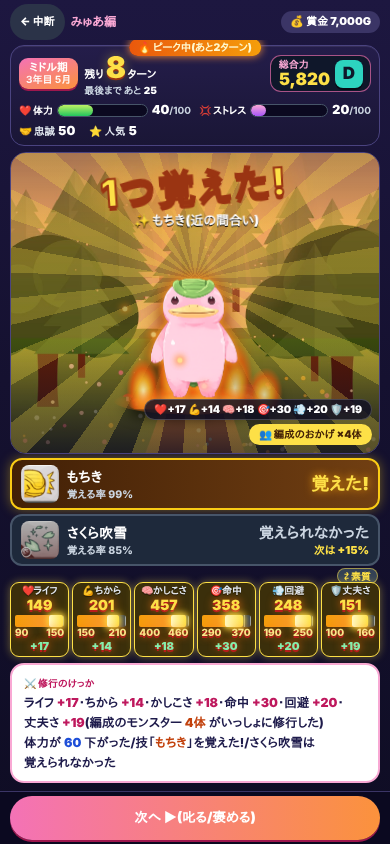 ← 中断
みゅあ編
💰 賞金 7,000G
🔥 ピーク中(あと2ターン)
ミドル期
3年目 5月
残り8ターン
最後まで あと 25
総合力
5,820 D
❤️体力 40/100
💢ストレス 20/100
🤝忠誠 50 ⭐人気 5
1つ覚えた!
✨もちき(近の間合い)
❤️+17 💪+14 🧠+18 🎯+30 💨+20 🛡️+19
👥 編成のおかげ ×4体
もちき
覚える率 99%
覚えた!
さくら吹雪
覚える率 85%
覚えられなかった
次は +15%
素質
❤️ライフ 💪ちから 🧠かしこさ 🎯命中 💨回避 🛡️丈夫さ
149 201 457 358 248 151
90 150 150 210 400 460 290 370 190 250 100 160
+17 +14 +18 +30 +20 +19
⚔️修行のけっか
ライフ +17・ちから +14・かしこさ +18・命中 +30・回避 +20・
丈夫さ +19(編成のモンスター 4体 がいっしょに修行した)
体力が 60 下がった/技「もちき」を覚えた!/さくら吹雪は
覚えられなかった
次へ ▶(叱る/褒める)